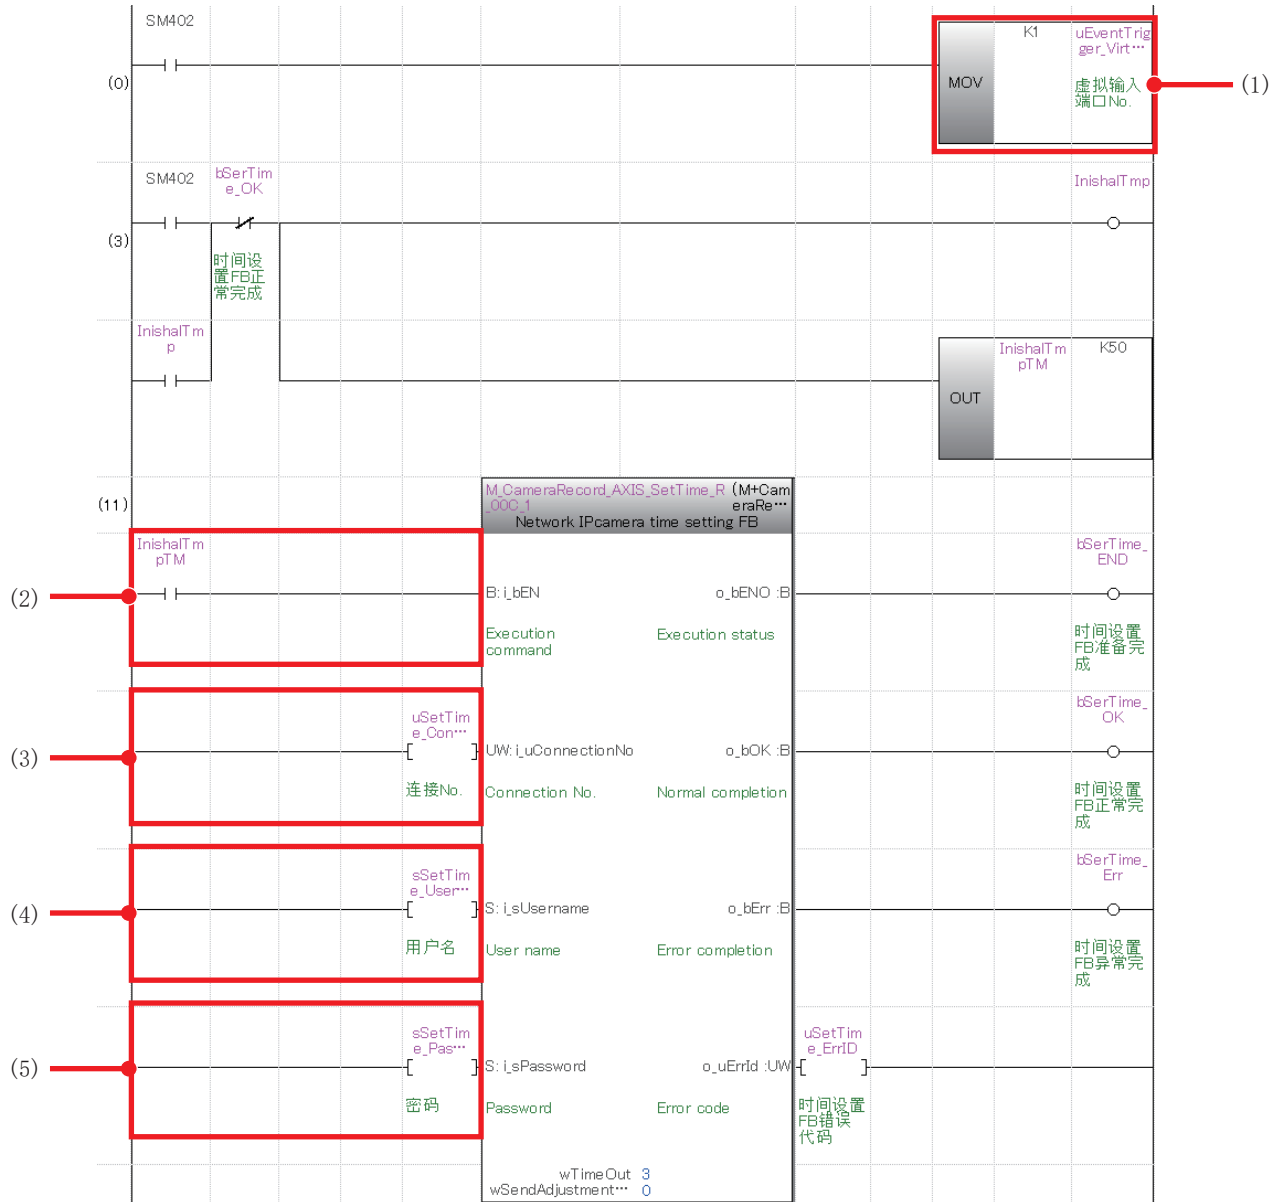 SM402
(0)
MOV
K1
uEventTrig
ger_Virt…
虚拟输入
端口No.
(1)
SM402
bSerTim
e_OK
InishalTmp
(3)
时间设
置FB正
常完成
InishalTm
p
OUT
InishalTm
pTM
K50
(11)
M_CameraRecord_AXIS_SetTime_R
_00C_1
(M+Cam
eraRe…
Network IPcamera time setting FB
(2)
InishalTm
pTM
B:i_bEN
Execution
command
o_bENO :B
Execution status
bSerTime_
END
时间设置
FB准备完
成
(3)
uSetTim
e_Con…
连接No.
UW:i_uConnectionNo
Connection No.
o_bOK :B
Normal completion
bSerTime_
OK
时间设置
FB正常完
成
(4)
sSetTim
e_User…
用户名
S:i_sUsername
User name
o_bErr :B
Error completion
bSerTime_
Err
时间设置
FB异常完
成
(5)
sSetTim
e_Pas…
密码
S:i_sPassword
Password
o_uErrId :UW
Error code
uSetTim
e_ErrID
时间设置
FB错误
代码
wTimeOut 3
wSendAdjustment… 0